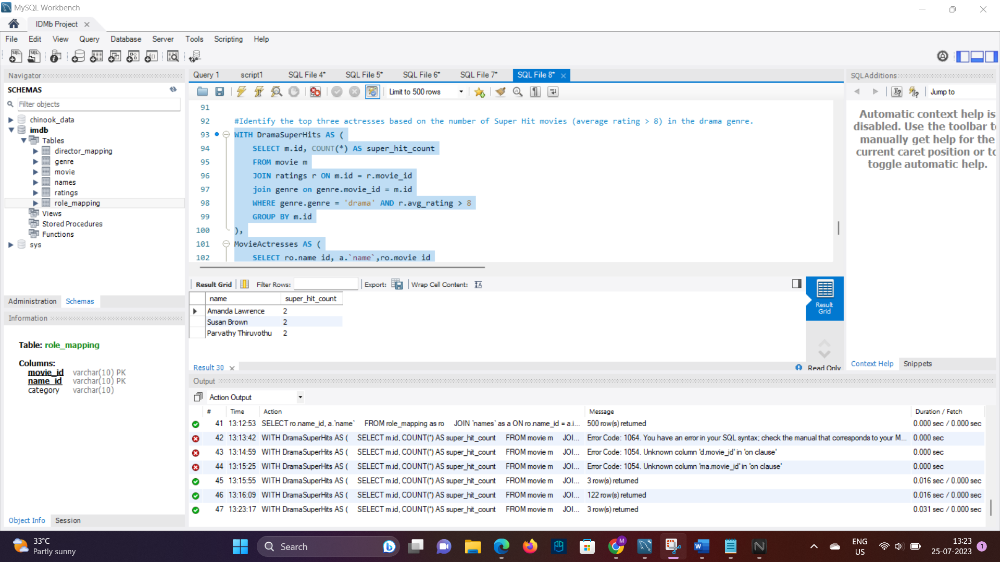 MySQL Workbench
IDMb Project
File Edit View Query Database Server Tools Scripting Help
Navigator
SCHEMAS
Filter objects
chinook_data
imdb
Tables
director_mapping
genre
movie
names
ratings
role_mapping
Views
Stored Procedures
Functions
sys
Administration Schemas
Information
Table: role_mapping
Columns:
movie_id varchar(10) PK
name_id varchar(10) PK
category varchar(10)
Object Info Session
Query 1 script1 SQL File 4* SQL File 5* SQL File 6* SQL File 7* SQL File 8*
Limit to 500 rows
91
92 #Identify the top three actresses based on the number of Super Hit movies (average rating > 8) in the drama genre.
93 WITH DramaSuperHits AS (
94 SELECT m.id, COUNT(*) AS super_hit_count
95 FROM movie m
96 JOIN ratings r ON m.id = r.movie_id
97 join genre on genre.movie_id = m.id
98 WHERE genre.genre = 'drama' AND r.avg_rating > 8
99 GROUP BY m.id
100 ),
101 MovieActresses AS (
102 SELECT ro.name_id, a.`name`,ro.movie_id
Result Grid Filter Rows: Export: Wrap Cell Content:
name super_hit_count
Amanda Lawrence 2
Susan Brown 2
Parvathy Thiruvothu 2
Result
Grid
Result 30
Read Only
SQLAdditions
Jump to
Automatic context help is
disabled. Use the toolbar to
manually get help for the
current caret position or to
toggle automatic help.
Context Help Snippets
Output
Action Output
# Time Action Message Duration / Fetch
41 13:12:53 SELECT ro.name_id, a.`name` FROM role_mapping as ro JOIN `names` as a ON ro.name_id = a.i... 500 row(s) returned 0.000 sec / 0.000 sec
42 13:13:42 WITH DramaSuperHits AS ( SELECT m.id, COUNT(*) AS super_hit_count FROM movie m JOI... Error Code: 1064. You have an error in your SQL syntax; check the manual that corresponds to your M... 0.000 sec
43 13:14:59 WITH DramaSuperHits AS ( SELECT m.id, COUNT(*) AS super_hit_count FROM movie m JOI... Error Code: 1054. Unknown column 'd.movie_id' in 'on clause' 0.000 sec
44 13:15:25 WITH DramaSuperHits AS ( SELECT m.id, COUNT(*) AS super_hit_count FROM movie m JOI... Error Code: 1054. Unknown column 'ma.movie_id' in 'on clause' 0.000 sec
45 13:15:55 WITH DramaSuperHits AS ( SELECT m.id, COUNT(*) AS super_hit_count FROM movie m JOI... 3 row(s) returned 0.016 sec / 0.000 sec
46 13:16:09 WITH DramaSuperHits AS ( SELECT m.id, COUNT(*) AS super_hit_count FROM movie m JOI... 122 row(s) returned 0.016 sec / 0.000 sec
47 13:23:17 WITH DramaSuperHits AS ( SELECT m.id, COUNT(*) AS super_hit_count FROM movie m JOI... 3 row(s) returned 0.031 sec / 0.000 sec
33°C
Partly sunny
Search
ENG
US
13:23
25-07-2023
1